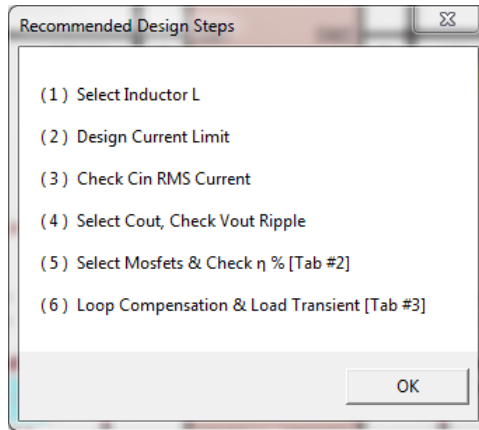 Recommended Design Steps
(1) Select Inductor L
(2) Design Current Limit
(3) Check Cin RMS Current
(4) Select Cout, Check Vout Ripple
(5) Select Mosfets & Check η % [Tab #2]
(6) Loop Compensation & Load Transient [Tab #3]
OK